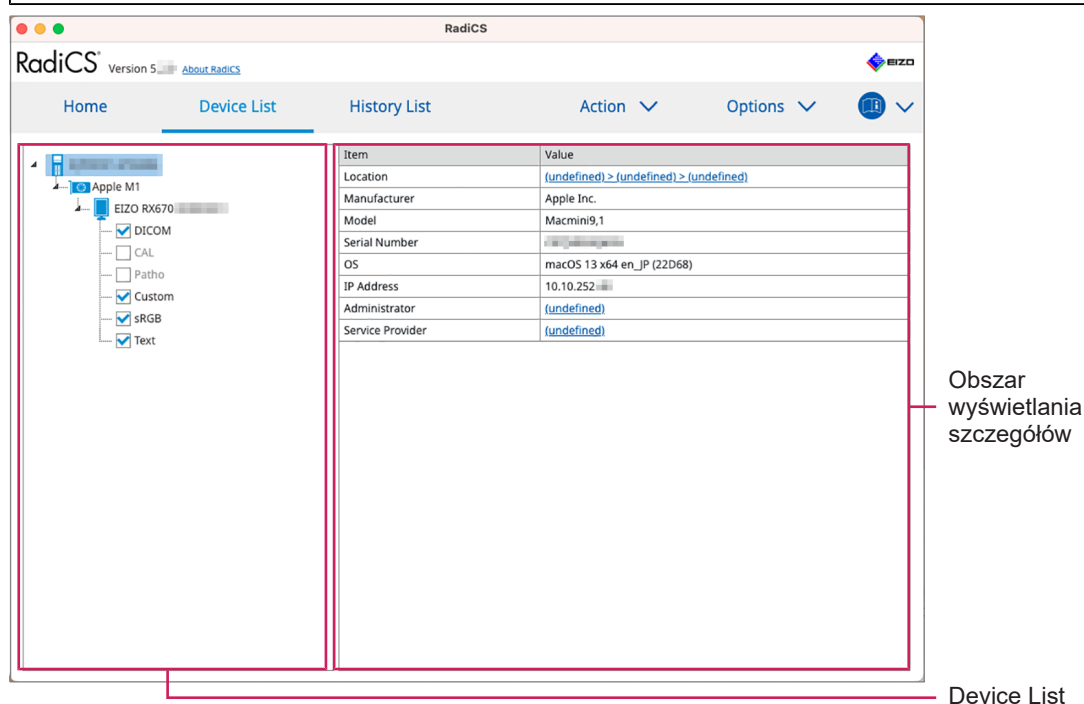 RadiCS
RadiCS Version 5. About RadiCS
EIZO
Home Device List History List Action Options
Apple M1
EIZO RX670
DICOM
CAL
Patho
Custom
sRGB
Text
Item Value
Location (undefined) > (undefined) > (undefined)
Manufacturer Apple Inc.
Model Macmini9,1
Serial Number
OS macOS 13 x64 en_JP (22D68)
IP Address 10.10.252
Administrator (undefined)
Service Provider (undefined)
Obszar
wyświetlania
szczegółów
Device List